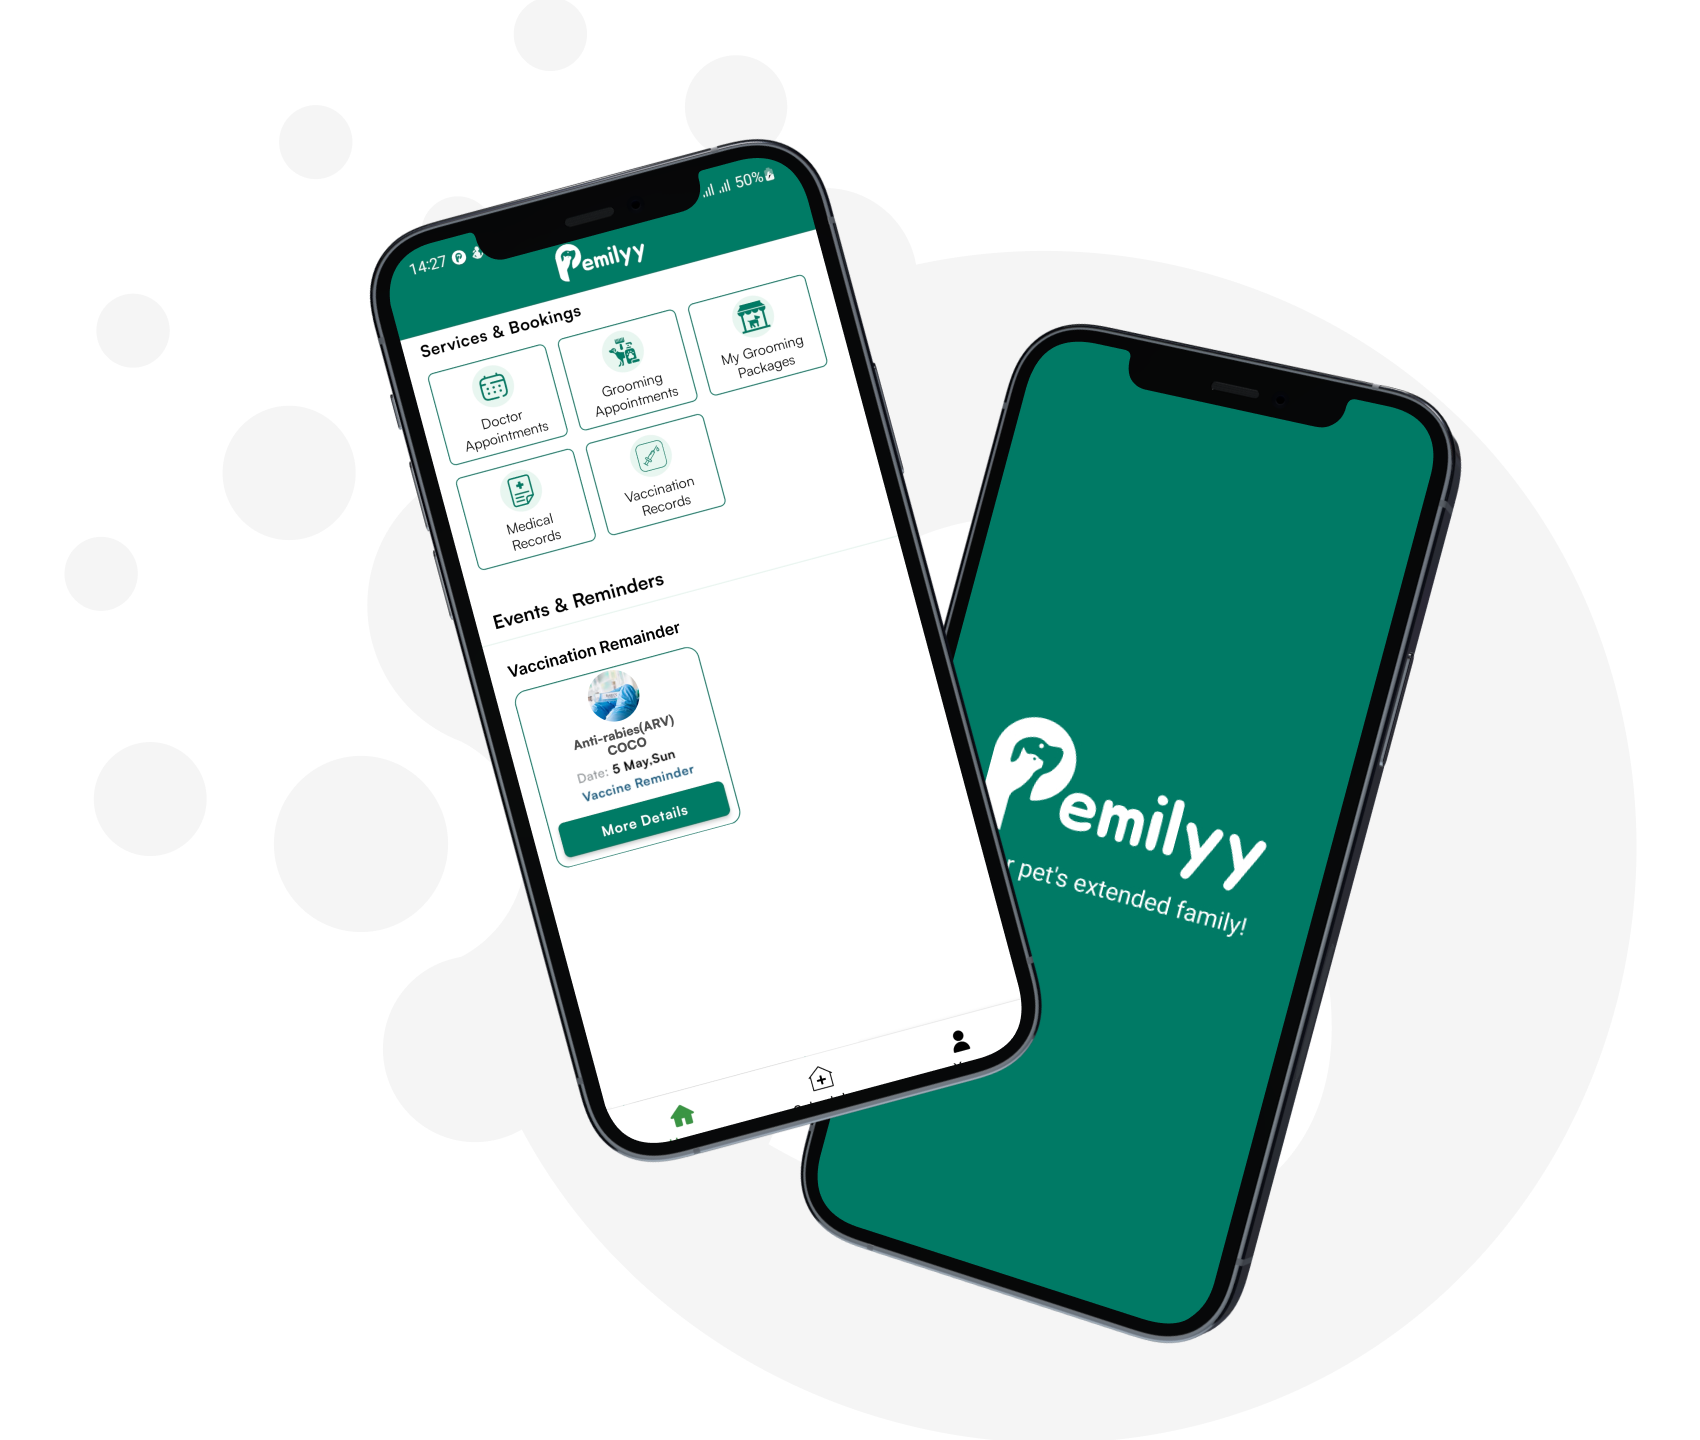 14:27
50%
Pemilyy
Services & Bookings
Doctor
Appointments
Grooming
Appointments
My Grooming
Packages
Medical
Records
Vaccination
Records
Events & Reminders
Vaccination Remainder
Anti-rabies(ARV)
COCO
Date: 5 May,Sun
Vaccine Reminder
More Details
Pemilyy
pet's extended family!